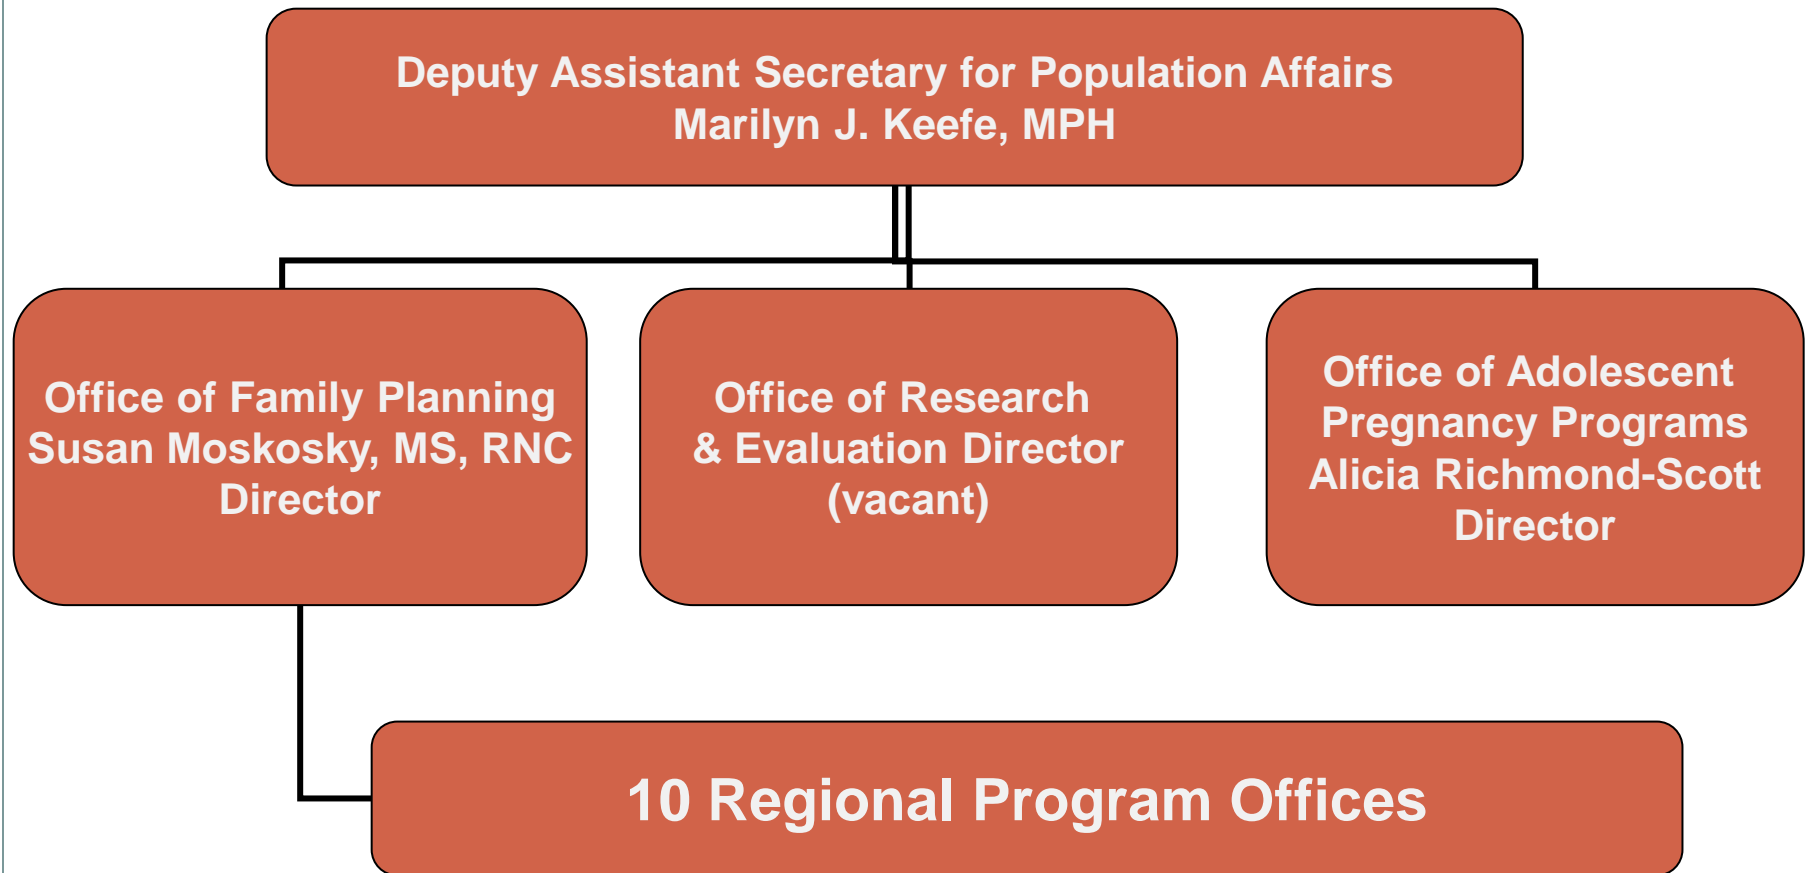 Deputy Assistant Secretary for Population Affairs
Marilyn J. Keefe, MPH
Office of Family Planning
Susan Moskosky, MS, RNC
Director
Office of Research
& Evaluation Director
(vacant)
Office of Adolescent
Pregnancy Programs
Alicia Richmond-Scott
Director
10 Regional Program Offices